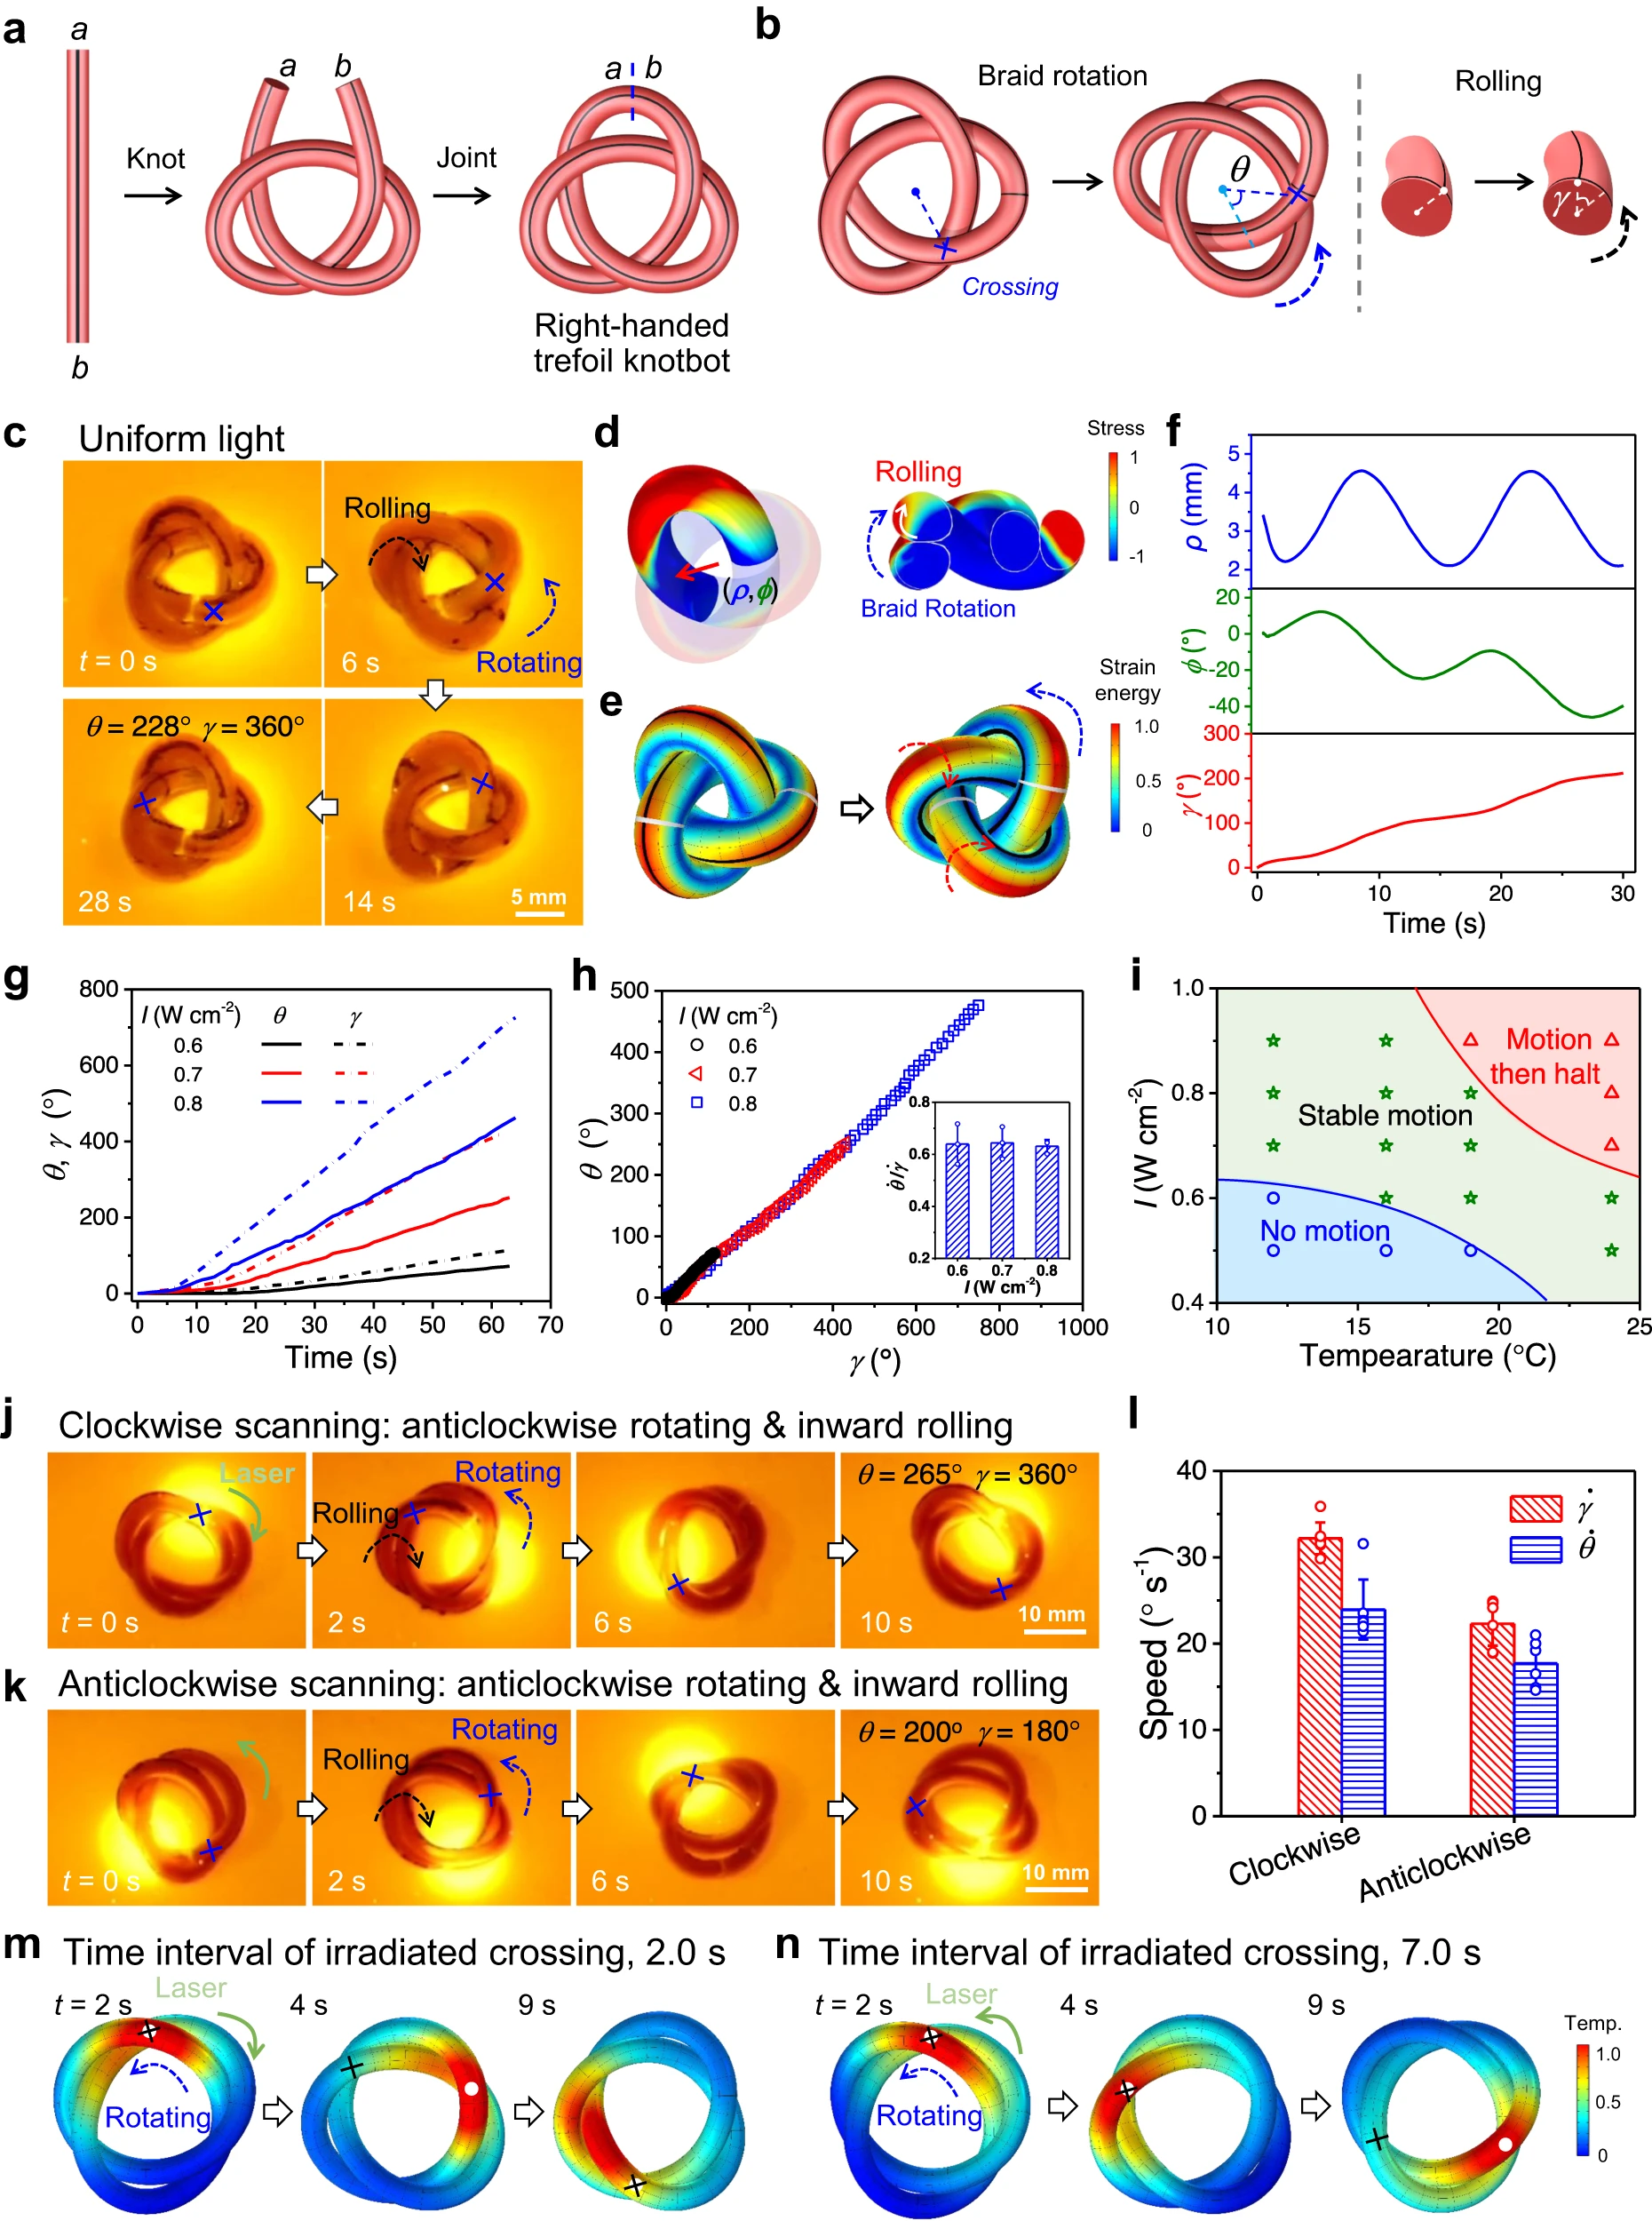 a
a
b
Knot
a b
Joint
a b
Right-handed
trefoil knotbot
b
Braid rotation
Crossing
θ
Rolling
γ
c
Uniform light
t = 0 s
Rolling
6 s
Rotating
θ = 228° γ = 360°
28 s
14 s
5 mm
d
(ρ,ϕ)
Rolling
Braid Rotation
Stress
1
0
-1
e
Strain
energy
1.0
0.5
0
f
ρ (mm)
5
4
3
2
ϕ (°)
20
0
-20
-40
γ (°)
300
200
100
0
0 10 20 30
Time (s)
g
θ, γ (°)
800
600
400
200
0
I (W cm-2) θ γ
0.6
0.7
0.8
0 10 20 30 40 50 60 70
Time (s)
h
θ (°)
500
400
300
200
100
0
I (W cm-2)
0.6
0.7
0.8
θ̇/γ̇
0.8
0.6
0.4
0.2
0.6 0.7 0.8
I (W cm-2)
0 200 400 600 800 1000
γ (°)
i
I (W cm-2)
1.0
0.8
0.6
0.4
Motion
then halt
Stable motion
No motion
10 15 20 25
Tempearature (°C)
j
Clockwise scanning: anticlockwise rotating & inward rolling
Laser
t = 0 s
Rotating
Rolling
2 s
6 s
θ = 265° γ = 360°
10 s
10 mm
k
Anticlockwise scanning: anticlockwise rotating & inward rolling
t = 0 s
Rotating
Rolling
2 s
6 s
θ = 200° γ = 180°
10 s
10 mm
l
Speed (° s-1)
40
30
20
10
0
γ̇
θ̇
Clockwise
Anticlockwise
m
Time interval of irradiated crossing, 2.0 s
Laser
t = 2 s
Rotating
4 s
9 s
n
Time interval of irradiated crossing, 7.0 s
Laser
t = 2 s
Rotating
4 s
9 s
Temp.
1.0
0.5
0